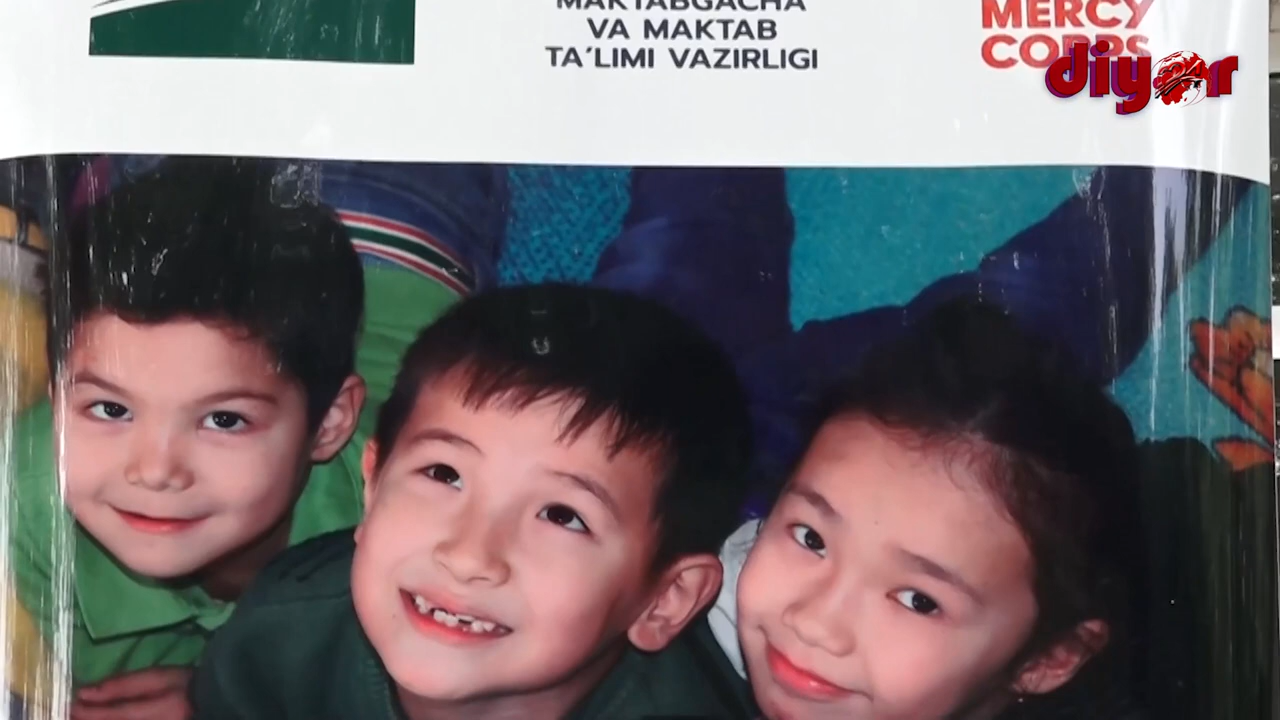 MAKTABGACHA
VA MAKTAB
TA'LIMI VAZIRLIGI
MERCY
CORPS
diyor